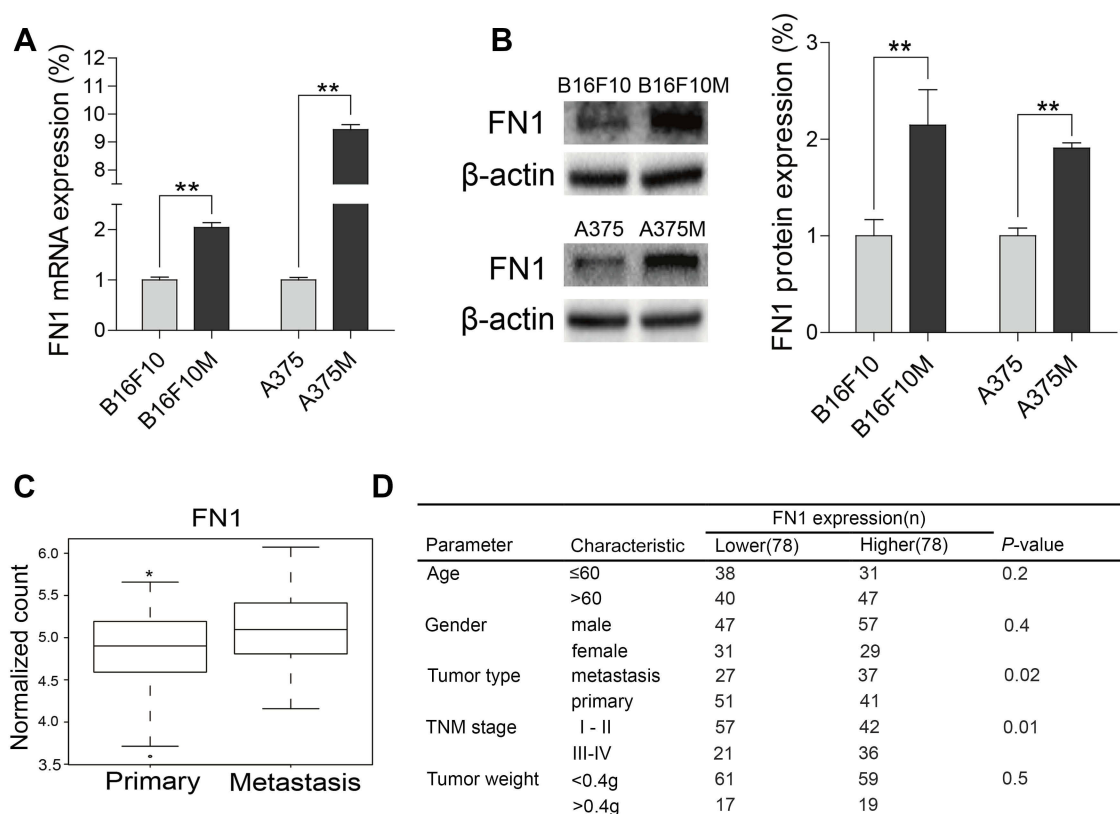 A
FN1 mRNA expression (%)
12
11
10
9
8
2
1
0
**
**
B16F10
B16F10M
A375
A375M
B
B16F10 B16F10M
FN1
β-actin
A375 A375M
FN1
β-actin
FN1 protein expression (%)
3
2
1
0
**
**
B16F10
B16F10M
A375
A375M
C
FN1
Normalized count
6.0
5.5
5.0
4.5
4.0
3.5
*
Primary Metastasis
D
FN1 expression(n)
Parameter Characteristic Lower(78) Higher(78) P-value
Age ≤60 38 31 0.2
>60 40 47
Gender male 47 57 0.4
female 31 29
Tumor type metastasis 27 37 0.02
primary 51 41
TNM stage I - II 57 42 0.01
III-IV 21 36
Tumor weight <0.4g 61 59 0.5
>0.4g 17 19